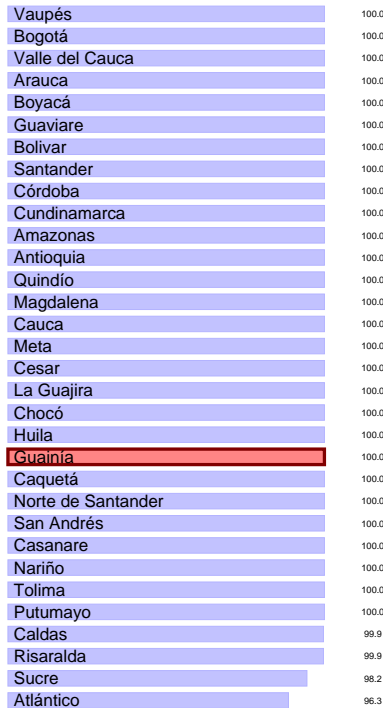 Vaupés 100.0
Bogotá 100.0
Valle del Cauca 100.0
Arauca 100.0
Boyacá 100.0
Guaviare 100.0
Bolivar 100.0
Santander 100.0
Córdoba 100.0
Cundinamarca 100.0
Amazonas 100.0
Antioquia 100.0
Quindío 100.0
Magdalena 100.0
Cauca 100.0
Meta 100.0
Cesar 100.0
La Guajira 100.0
Chocó 100.0
Huila 100.0
Guainía 100.0
Caquetá 100.0
Norte de Santander 100.0
San Andrés 100.0
Casanare 100.0
Nariño 100.0
Tolima 100.0
Putumayo 100.0
Caldas 99.9
Risaralda 99.9
Sucre 98.2
Atlántico 96.3